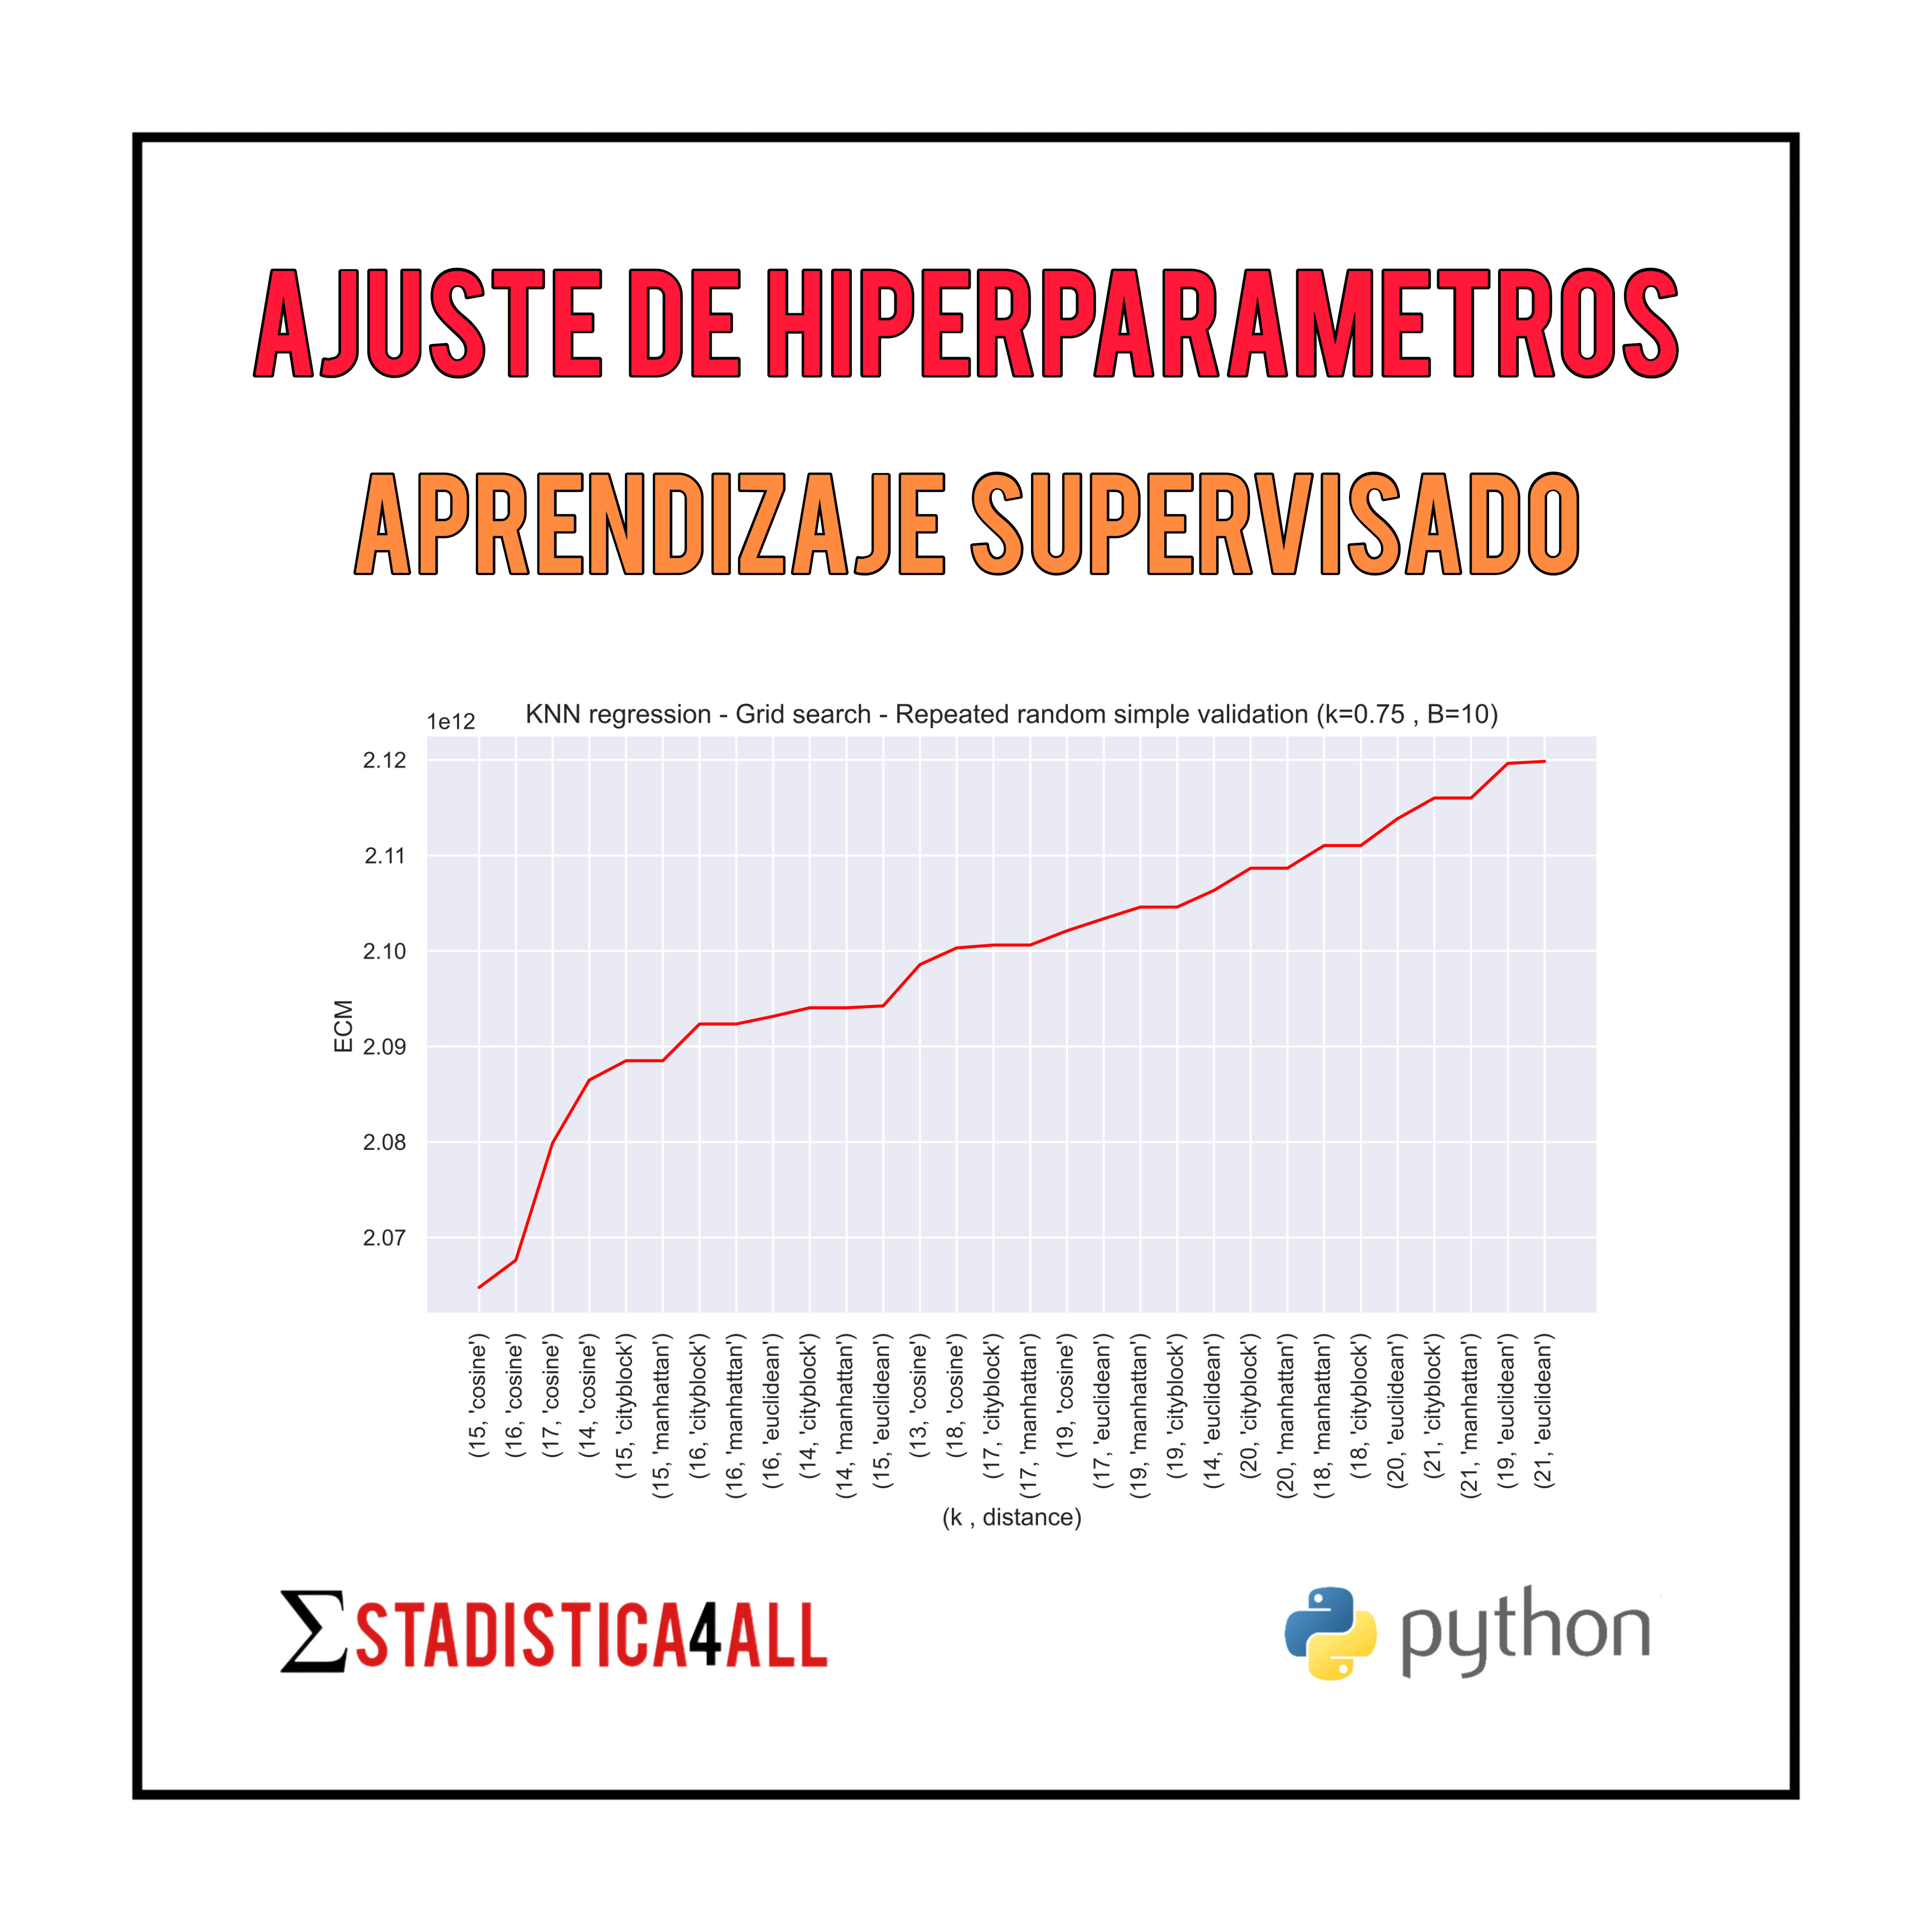 AJUSTE DE HIPERPARAMETROS
APRENDIZAJE SUPERVISADO
KNN regression - Grid search - Repeated random simple validation (k=0.75 , B=10)
1e12
2.12
2.11
2.10
2.09
2.08
2.07
ECM
(15, 'cosine')
(16, 'cosine')
(17, 'cosine')
(14, 'cosine')
(15, 'cityblock')
(15, 'manhattan')
(16, 'cityblock')
(16, 'manhattan')
(16, 'euclidean')
(14, 'cityblock')
(14, 'manhattan')
(15, 'euclidean')
(13, 'cosine')
(18, 'cosine')
(17, 'cityblock')
(17, 'manhattan')
(19, 'cosine')
(17, 'euclidean')
(19, 'manhattan')
(19, 'cityblock')
(14, 'euclidean')
(20, 'cityblock')
(20, 'manhattan')
(18, 'manhattan')
(18, 'cityblock')
(20, 'euclidean')
(21, 'cityblock')
(21, 'manhattan')
(19, 'euclidean')
(21, 'euclidean')
(k , distance)
ΣSTADISTICA4ALL
python